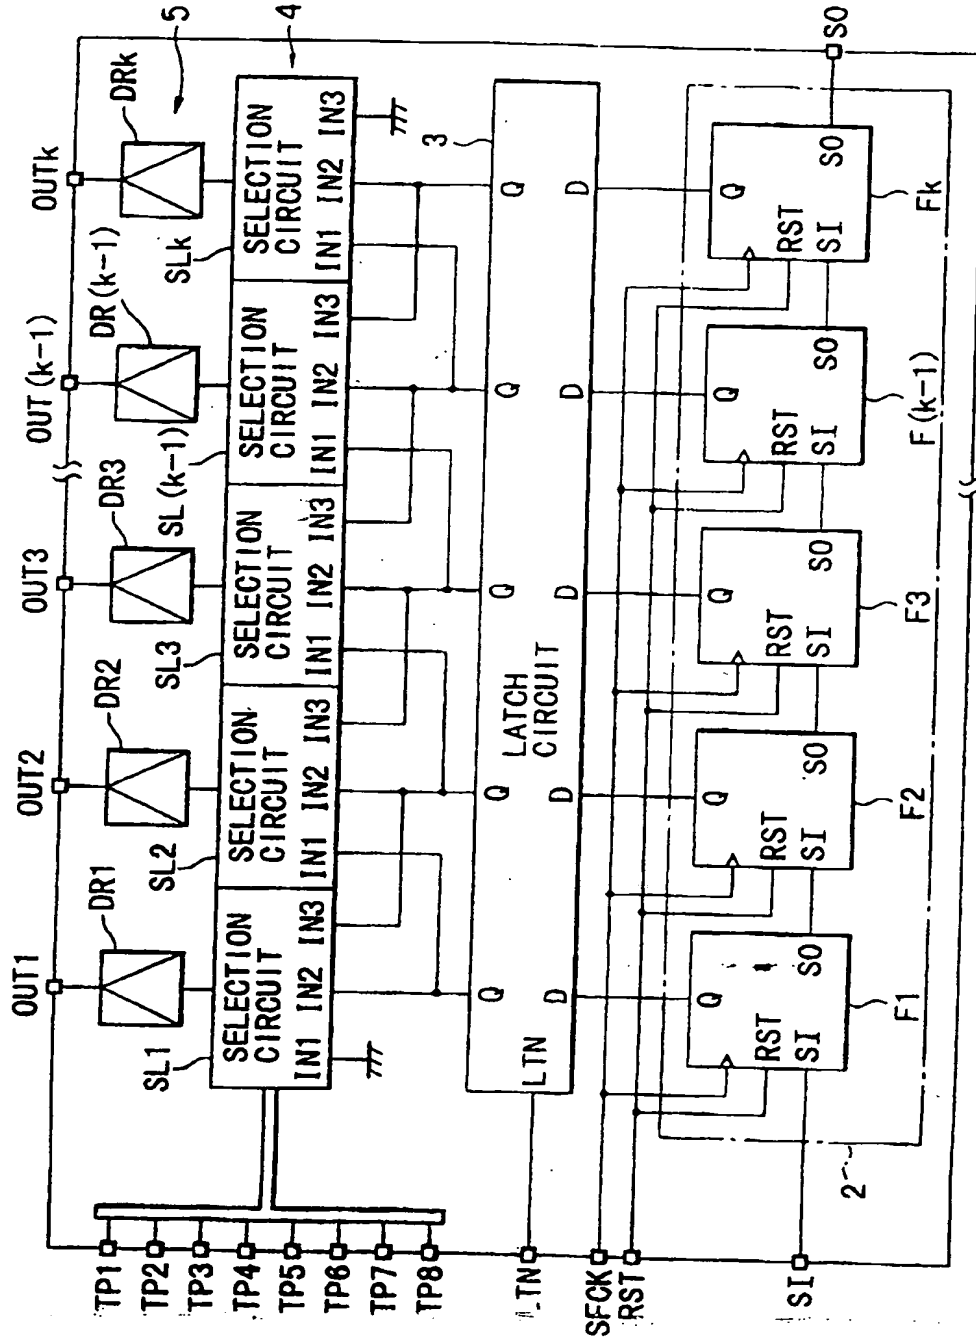 OUT1
OUT2
OUT3
OUT (k-1)
OUTk
DR1
DR2
DR3
DR (k-1)
DRk
5
SL1
SL2
SL3
SL (k-1)
SLk
4
SELECTION
CIRCUIT
IN1 IN2 IN3
SELECTION
CIRCUIT
IN1 IN2 IN3
SELECTION
CIRCUIT
IN1 IN2 IN3
SELECTION
CIRCUIT
IN1 IN2 IN3
SELECTION
CIRCUIT
IN1 IN2 IN3
TP1
TP2
TP3
TP4
TP5
TP6
TP7
TP8
3
Q Q Q Q Q
LATCH
CIRCUIT
LTN
D D D D D
LTN
SFCK
RST
SI
Q
RST
SI SO
F1
Q
RST
SI SO
F2
Q
RST
SI SO
F3
Q
RST
SI SO
F (k-1)
Q
RST
SI SO
Fk
2
SO